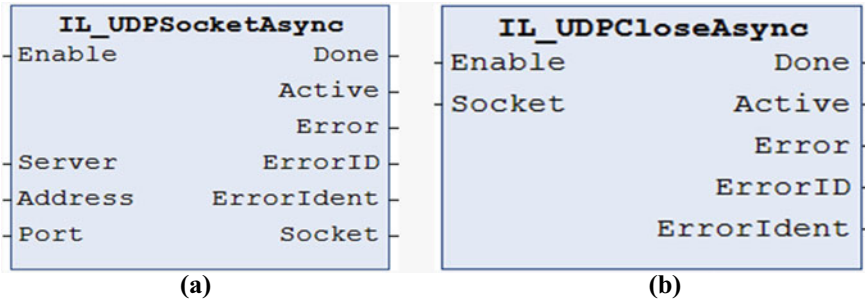 IL_UDPSocketAsync
Enable Done
Active
Error
Server ErrorID
Address ErrorIdent
Port Socket
(a)
IL_UDPCloseAsync
Enable Done
Socket Active
Error
ErrorID
ErrorIdent
(b)